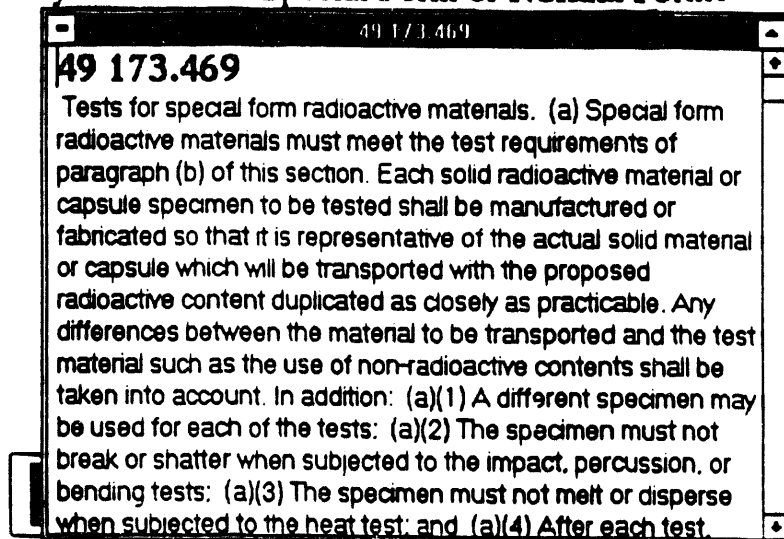 49 173.469
49 173.469
Tests for special form radioactive materials. (a) Special form
radioactive materials must meet the test requirements of
paragraph (b) of this section. Each solid radioactive material or
capsule specimen to be tested shall be manufactured or
fabricated so that it is representative of the actual solid material
or capsule which will be transported with the proposed
radioactive content duplicated as closely as practicable. Any
differences between the material to be transported and the test
material such as the use of non-radioactive contents shall be
taken into account. In addition: (a)(1) A different specimen may
be used for each of the tests: (a)(2) The specimen must not
break or shatter when subjected to the impact, percussion, or
bending tests: (a)(3) The specimen must not melt or disperse
when subjected to the heat test: and (a)(4) After each test,